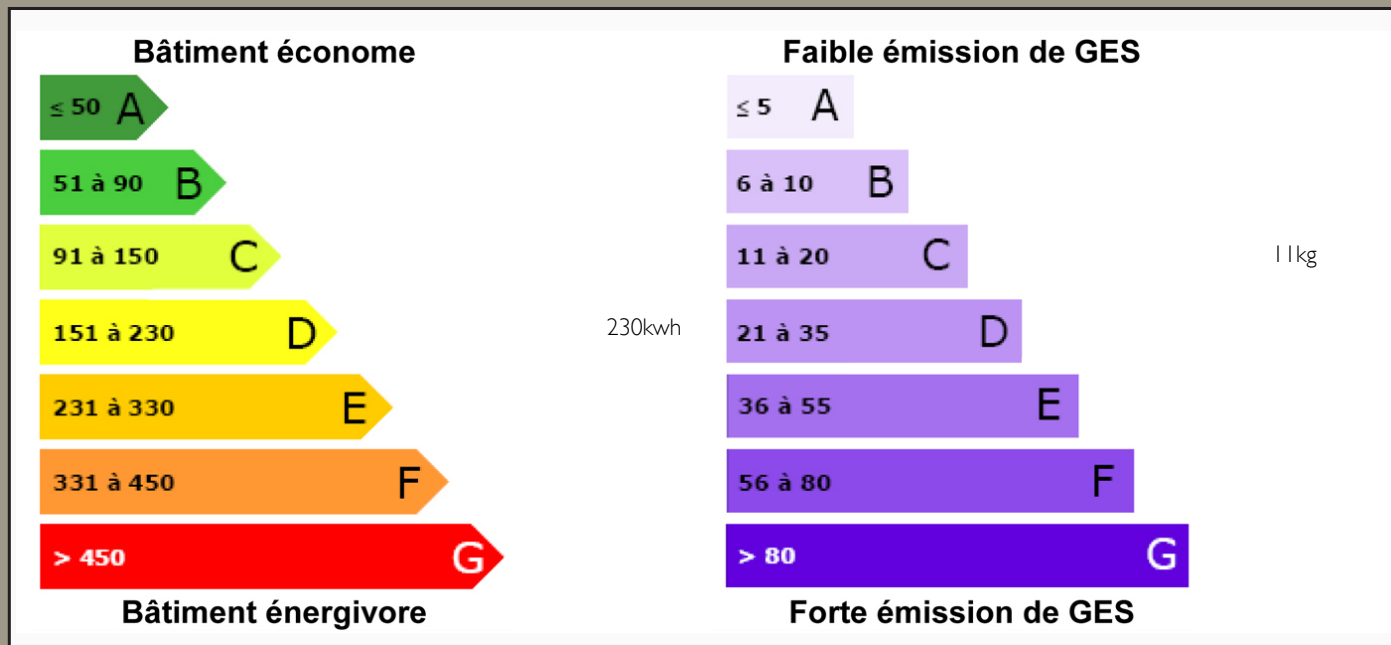 Bâtiment économe
≤ 50 A
51 à 90 B
91 à 150 C
151 à 230 D
230kwh
231 à 330 E
331 à 450 F
> 450 G
Bâtiment énergivore
Faible émission de GES
≤ 5 A
6 à 10 B
11 à 20 C
11kg
21 à 35 D
36 à 55 E
56 à 80 F
> 80 G
Forte émission de GES